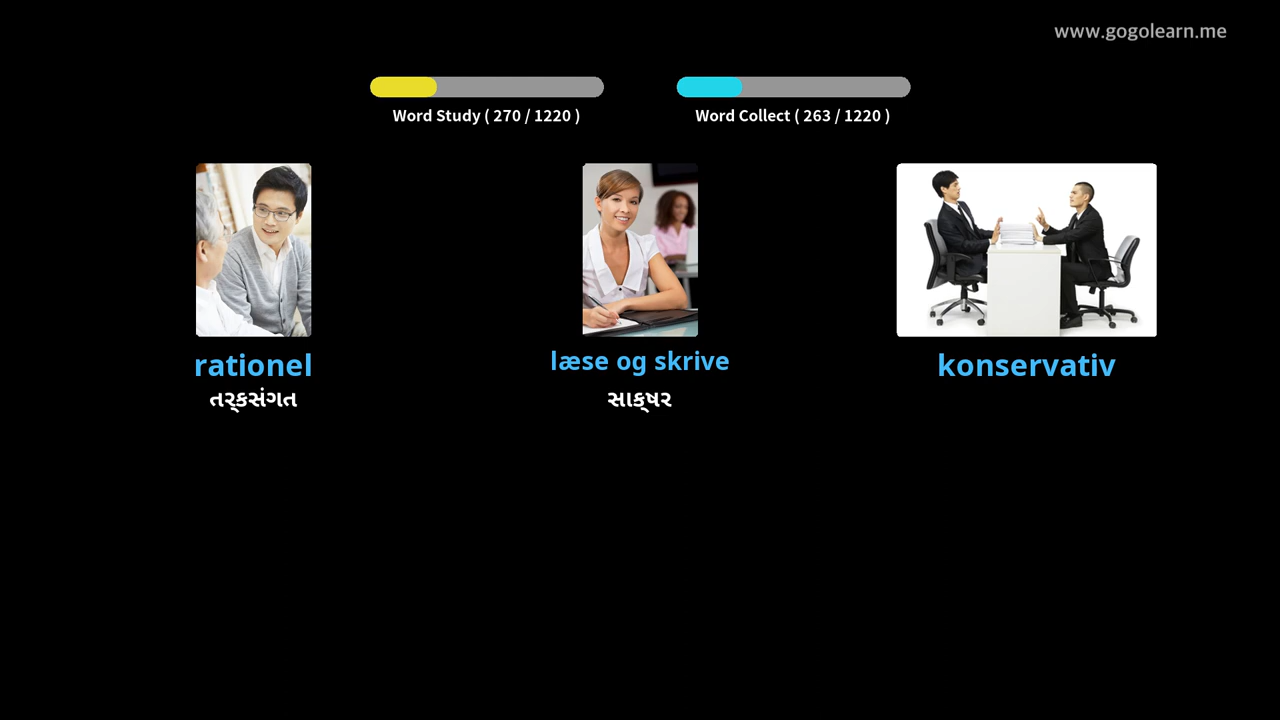 www.gogolearn.me
Word Study ( 270 / 1220 )
Word Collect ( 263 / 1220 )
rationel
તર્કસંગત
læse og skrive
સાક્ષર
konservativ